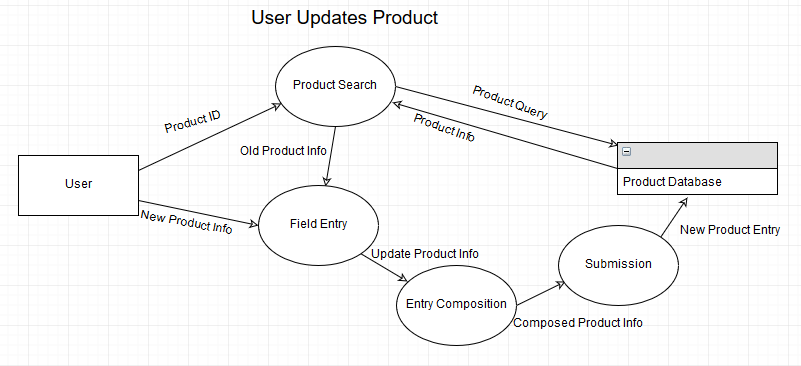 User Updates Product
Product Search
Product Query
Product ID
Product Info
Old Product Info
User
Product Database
New Product Info
Field Entry
New Product Entry
Update Product Info
Submission
Entry Composition
Composed Product Info